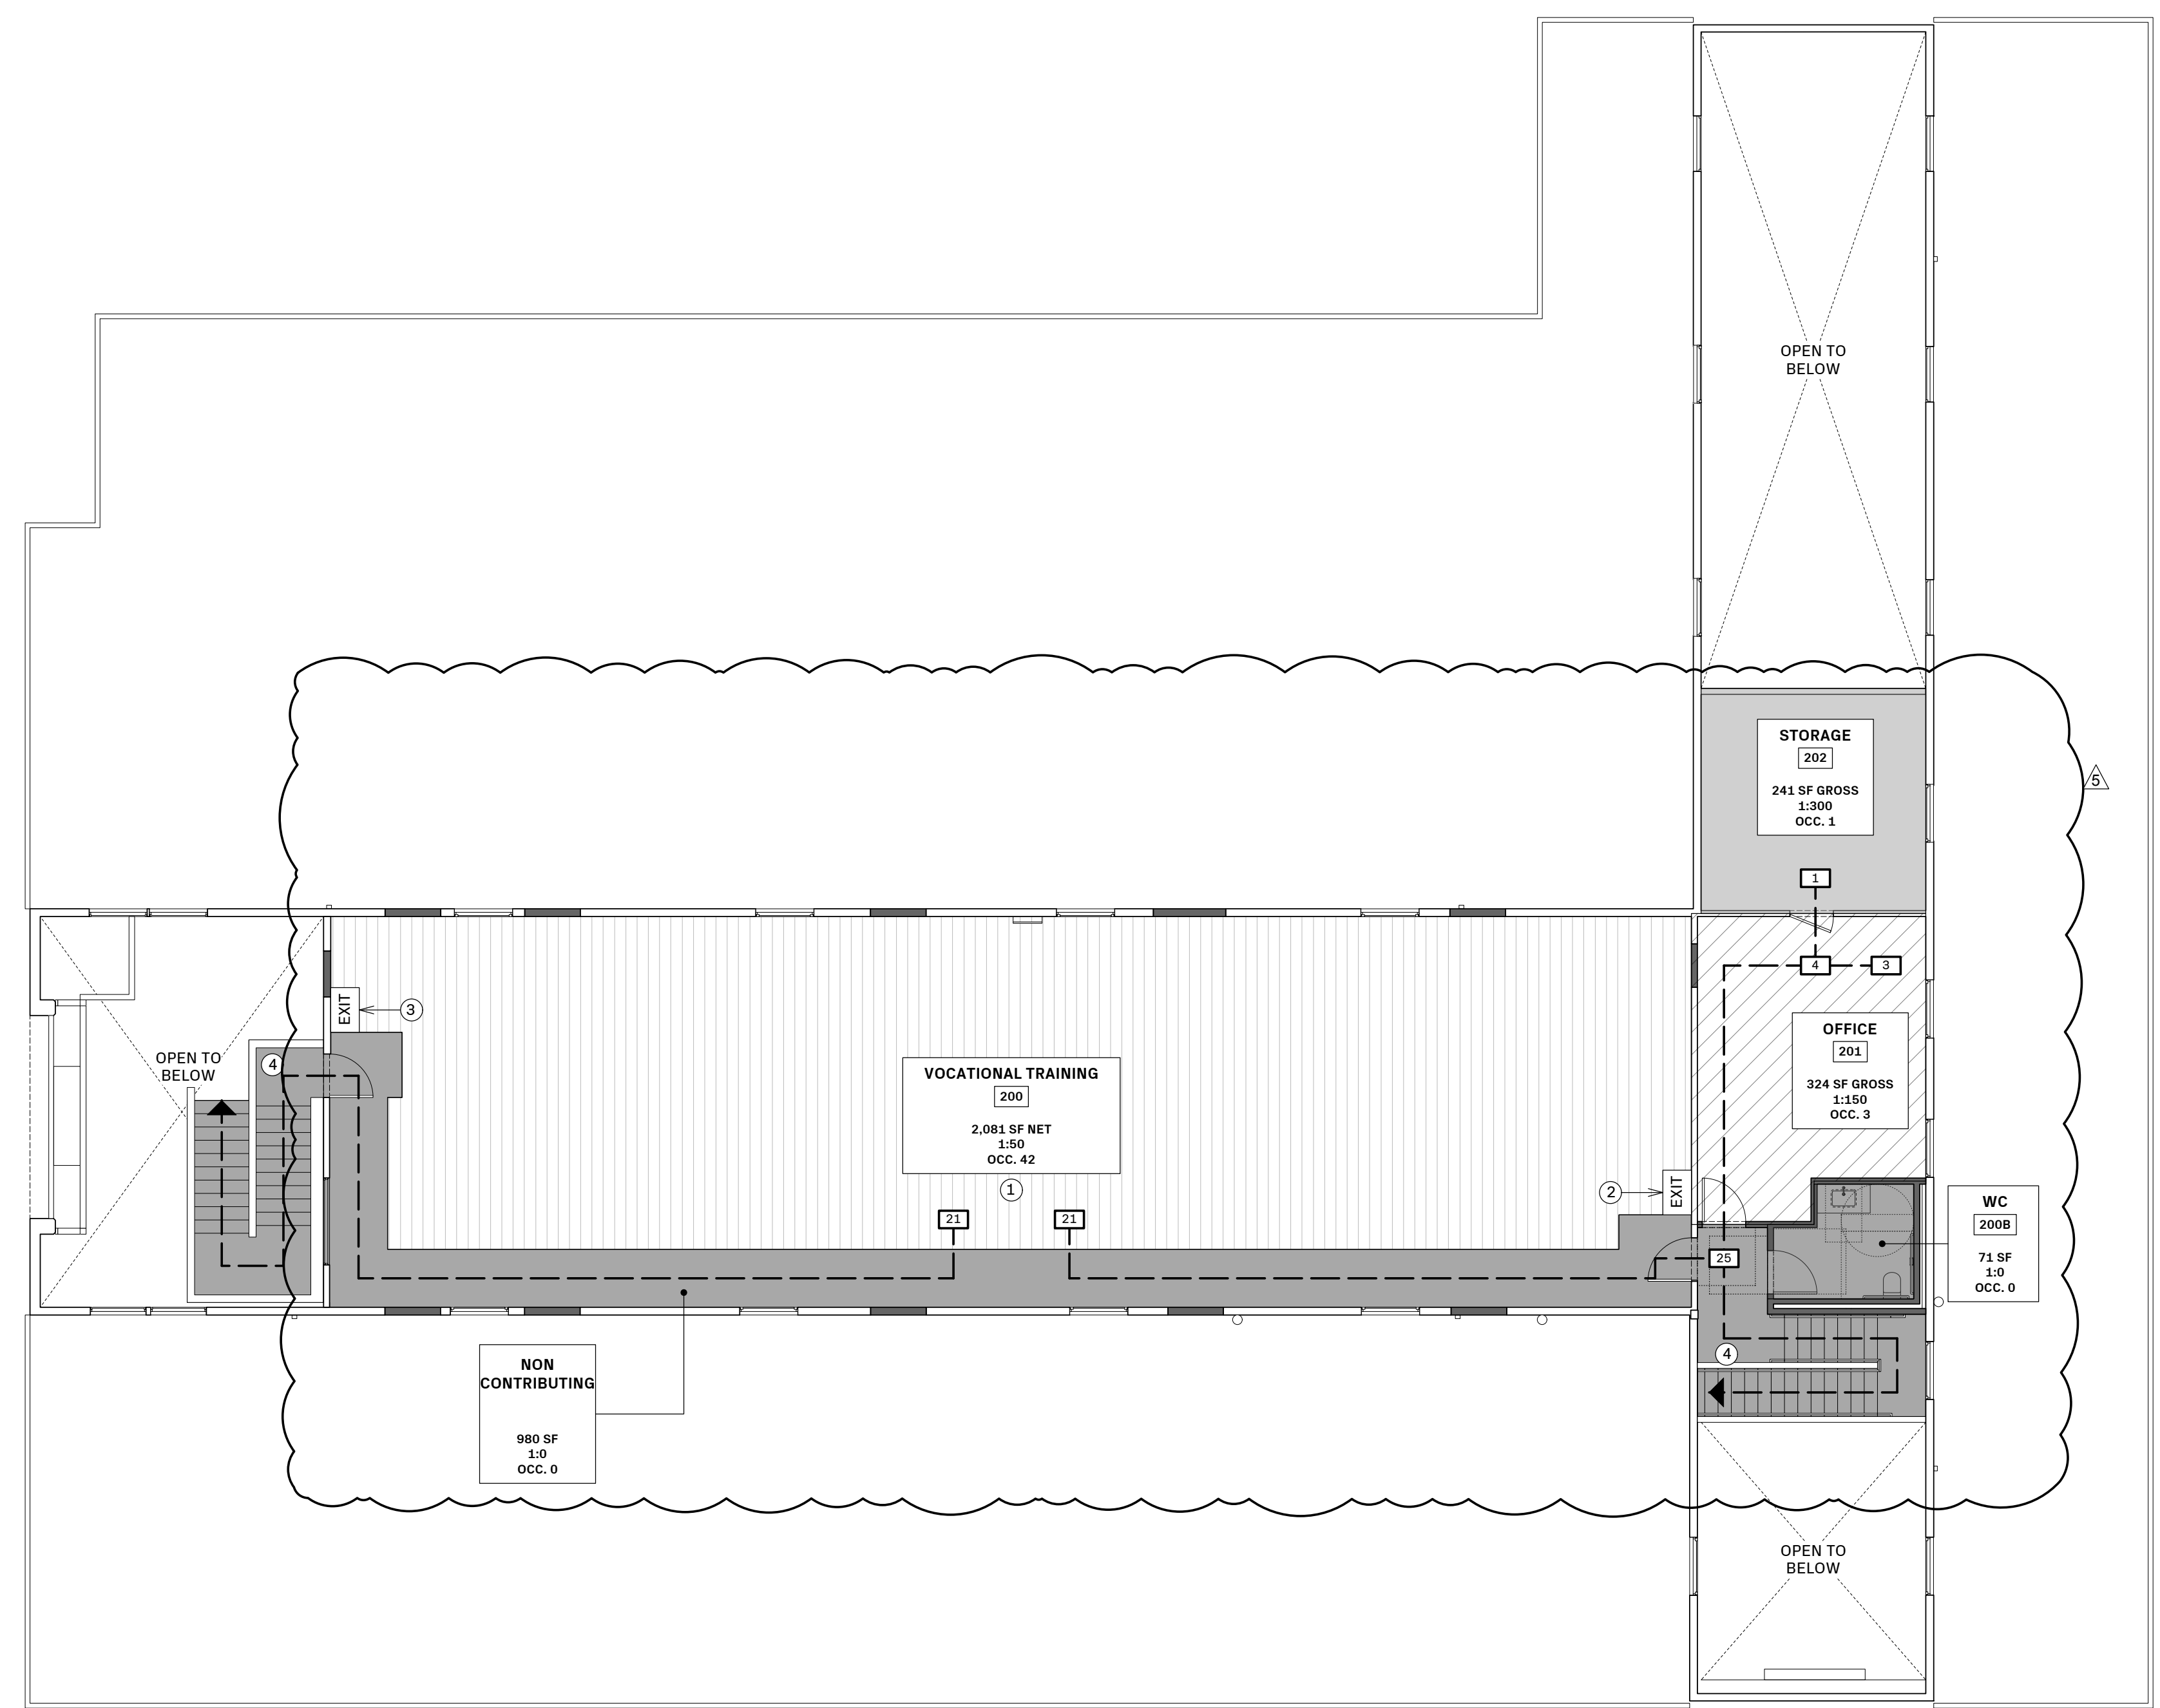 OPEN TO
BELOW
STORAGE
202
241 SF GROSS
1:300
OCC. 1
5
1
4
3
EXIT
3
OFFICE
201
324 SF GROSS
1:150
OCC. 3
OPEN TO
BELOW
4
VOCATIONAL TRAINING
200
2,081 SF NET
1:50
OCC. 42
1
2
EXIT
21
21
25
WC
200B
71 SF
1:0
OCC. 0
4
NON
CONTRIBUTING
980 SF
1:0
OCC. 0
OPEN TO
BELOW